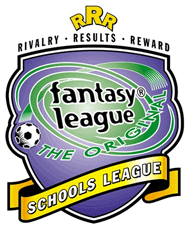 RRR
RIVALRY · RESULTS · REWARD
fantasy®
league
THE ORIGINAL
SCHOOLS LEAGUE